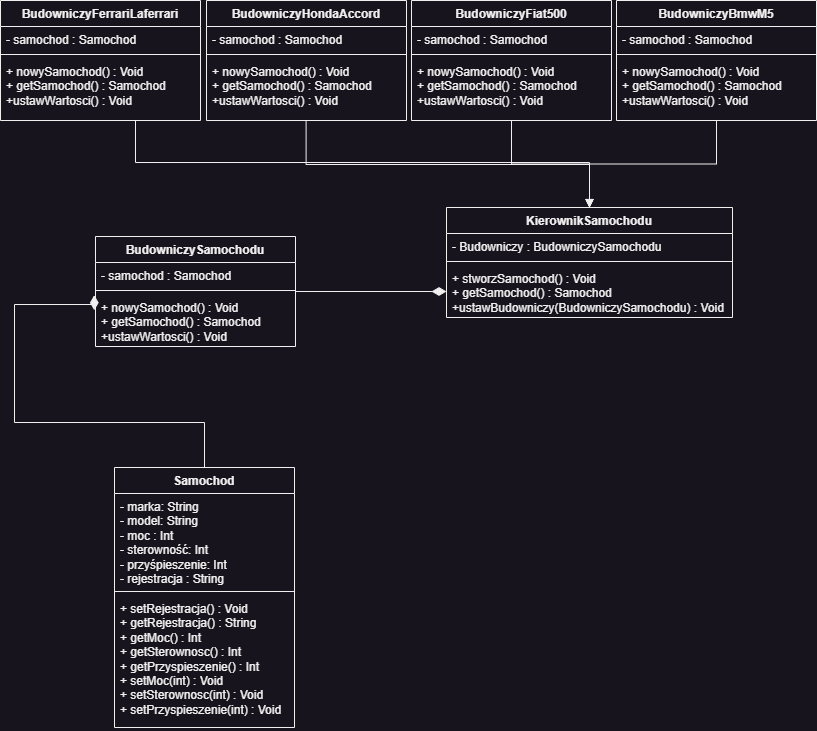 BudowniczyFerrariLaferrari
- samochod : Samochod
+ nowySamochod() : Void
+ getSamochod() : Samochod
+ustawWartosci() : Void
BudowniczyHondaAccord
- samochod : Samochod
+ nowySamochod() : Void
+ getSamochod() : Samochod
+ustawWartosci() : Void
BudowniczyFiat500
- samochod : Samochod
+ nowySamochod() : Void
+ getSamochod() : Samochod
+ustawWartosci() : Void
BudowniczyBmwM5
- samochod : Samochod
+ nowySamochod() : Void
+ getSamochod() : Samochod
+ustawWartosci() : Void
KierownikSamochodu
- Budowniczy : BudowniczySamochodu
+ stworzSamochod() : Void
+ getSamochod() : Samochod
+ustawBudowniczy(BudowniczySamochodu) : Void
BudowniczySamochodu
- samochod : Samochod
+ nowySamochod() : Void
+ getSamochod() : Samochod
+ustawWartosci() : Void
Samochod
- marka: String
- model: String
- moc : Int
- sterowność: Int
- przyśpieszenie: Int
- rejestracja : String
+ setRejestracja() : Void
+ getRejestracja() : String
+ getMoc() : Int
+ getSterownosc() : Int
+ getPrzyspieszenie() : Int
+ setMoc(int) : Void
+ setSterownosc(int) : Void
+ setPrzyspieszenie(int) : Void